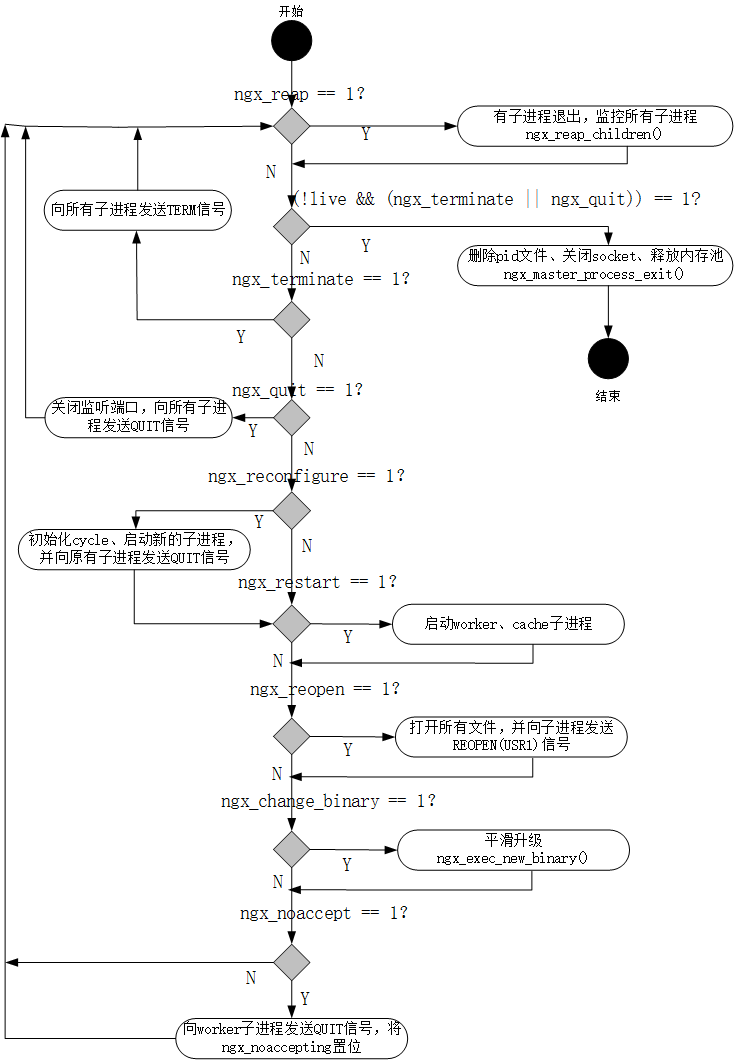 开始
ngx_reap == 1?
Y
有子进程退出，监控所有子进程
ngx_reap_children()
N
(!live && (ngx_terminate || ngx_quit)) == 1?
向所有子进程发送TERM信号
Y
N
删除pid文件、关闭socket、释放内存池
ngx_master_process_exit()
ngx_terminate == 1?
Y
N
结束
ngx_quit == 1?
关闭监听端口，向所有子进
程发送QUIT信号
Y
N
ngx_reconfigure == 1?
Y
初始化cycle、启动新的子进程，
并向原有子进程发送QUIT信号
N
ngx_restart == 1?
Y
启动worker、cache子进程
N
ngx_reopen == 1?
打开所有文件，并向子进程发送
REOPEN(USR1)信号
Y
N
ngx_change_binary == 1?
平滑升级
ngx_exec_new_binary()
Y
N
ngx_noaccept == 1?
N
Y
向worker子进程发送QUIT信号，将
ngx_noaccepting置位